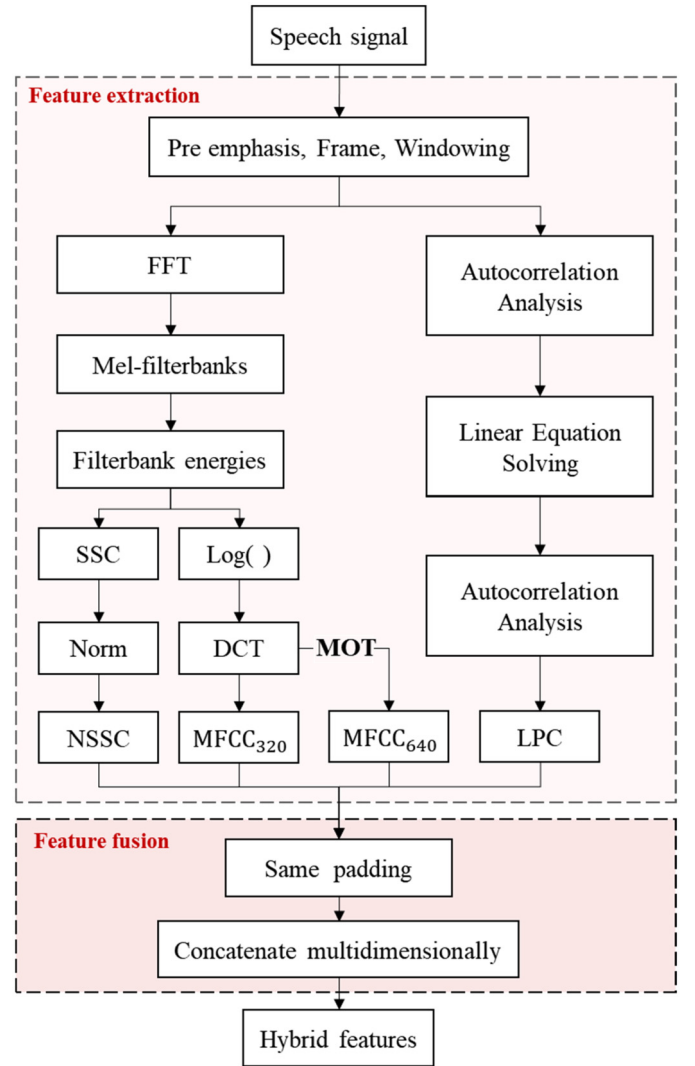 Speech signal
Feature extraction
Pre emphasis, Frame, Windowing
FFT
Autocorrelation
Analysis
Mel-filterbanks
Linear Equation
Solving
Filterbank energies
SSC
Log( )
Autocorrelation
Analysis
Norm
DCT
MOT
NSSC
MFCC₃₂₀
MFCC₆₄₀
LPC
Feature fusion
Same padding
Concatenate multidimensionally
Hybrid features